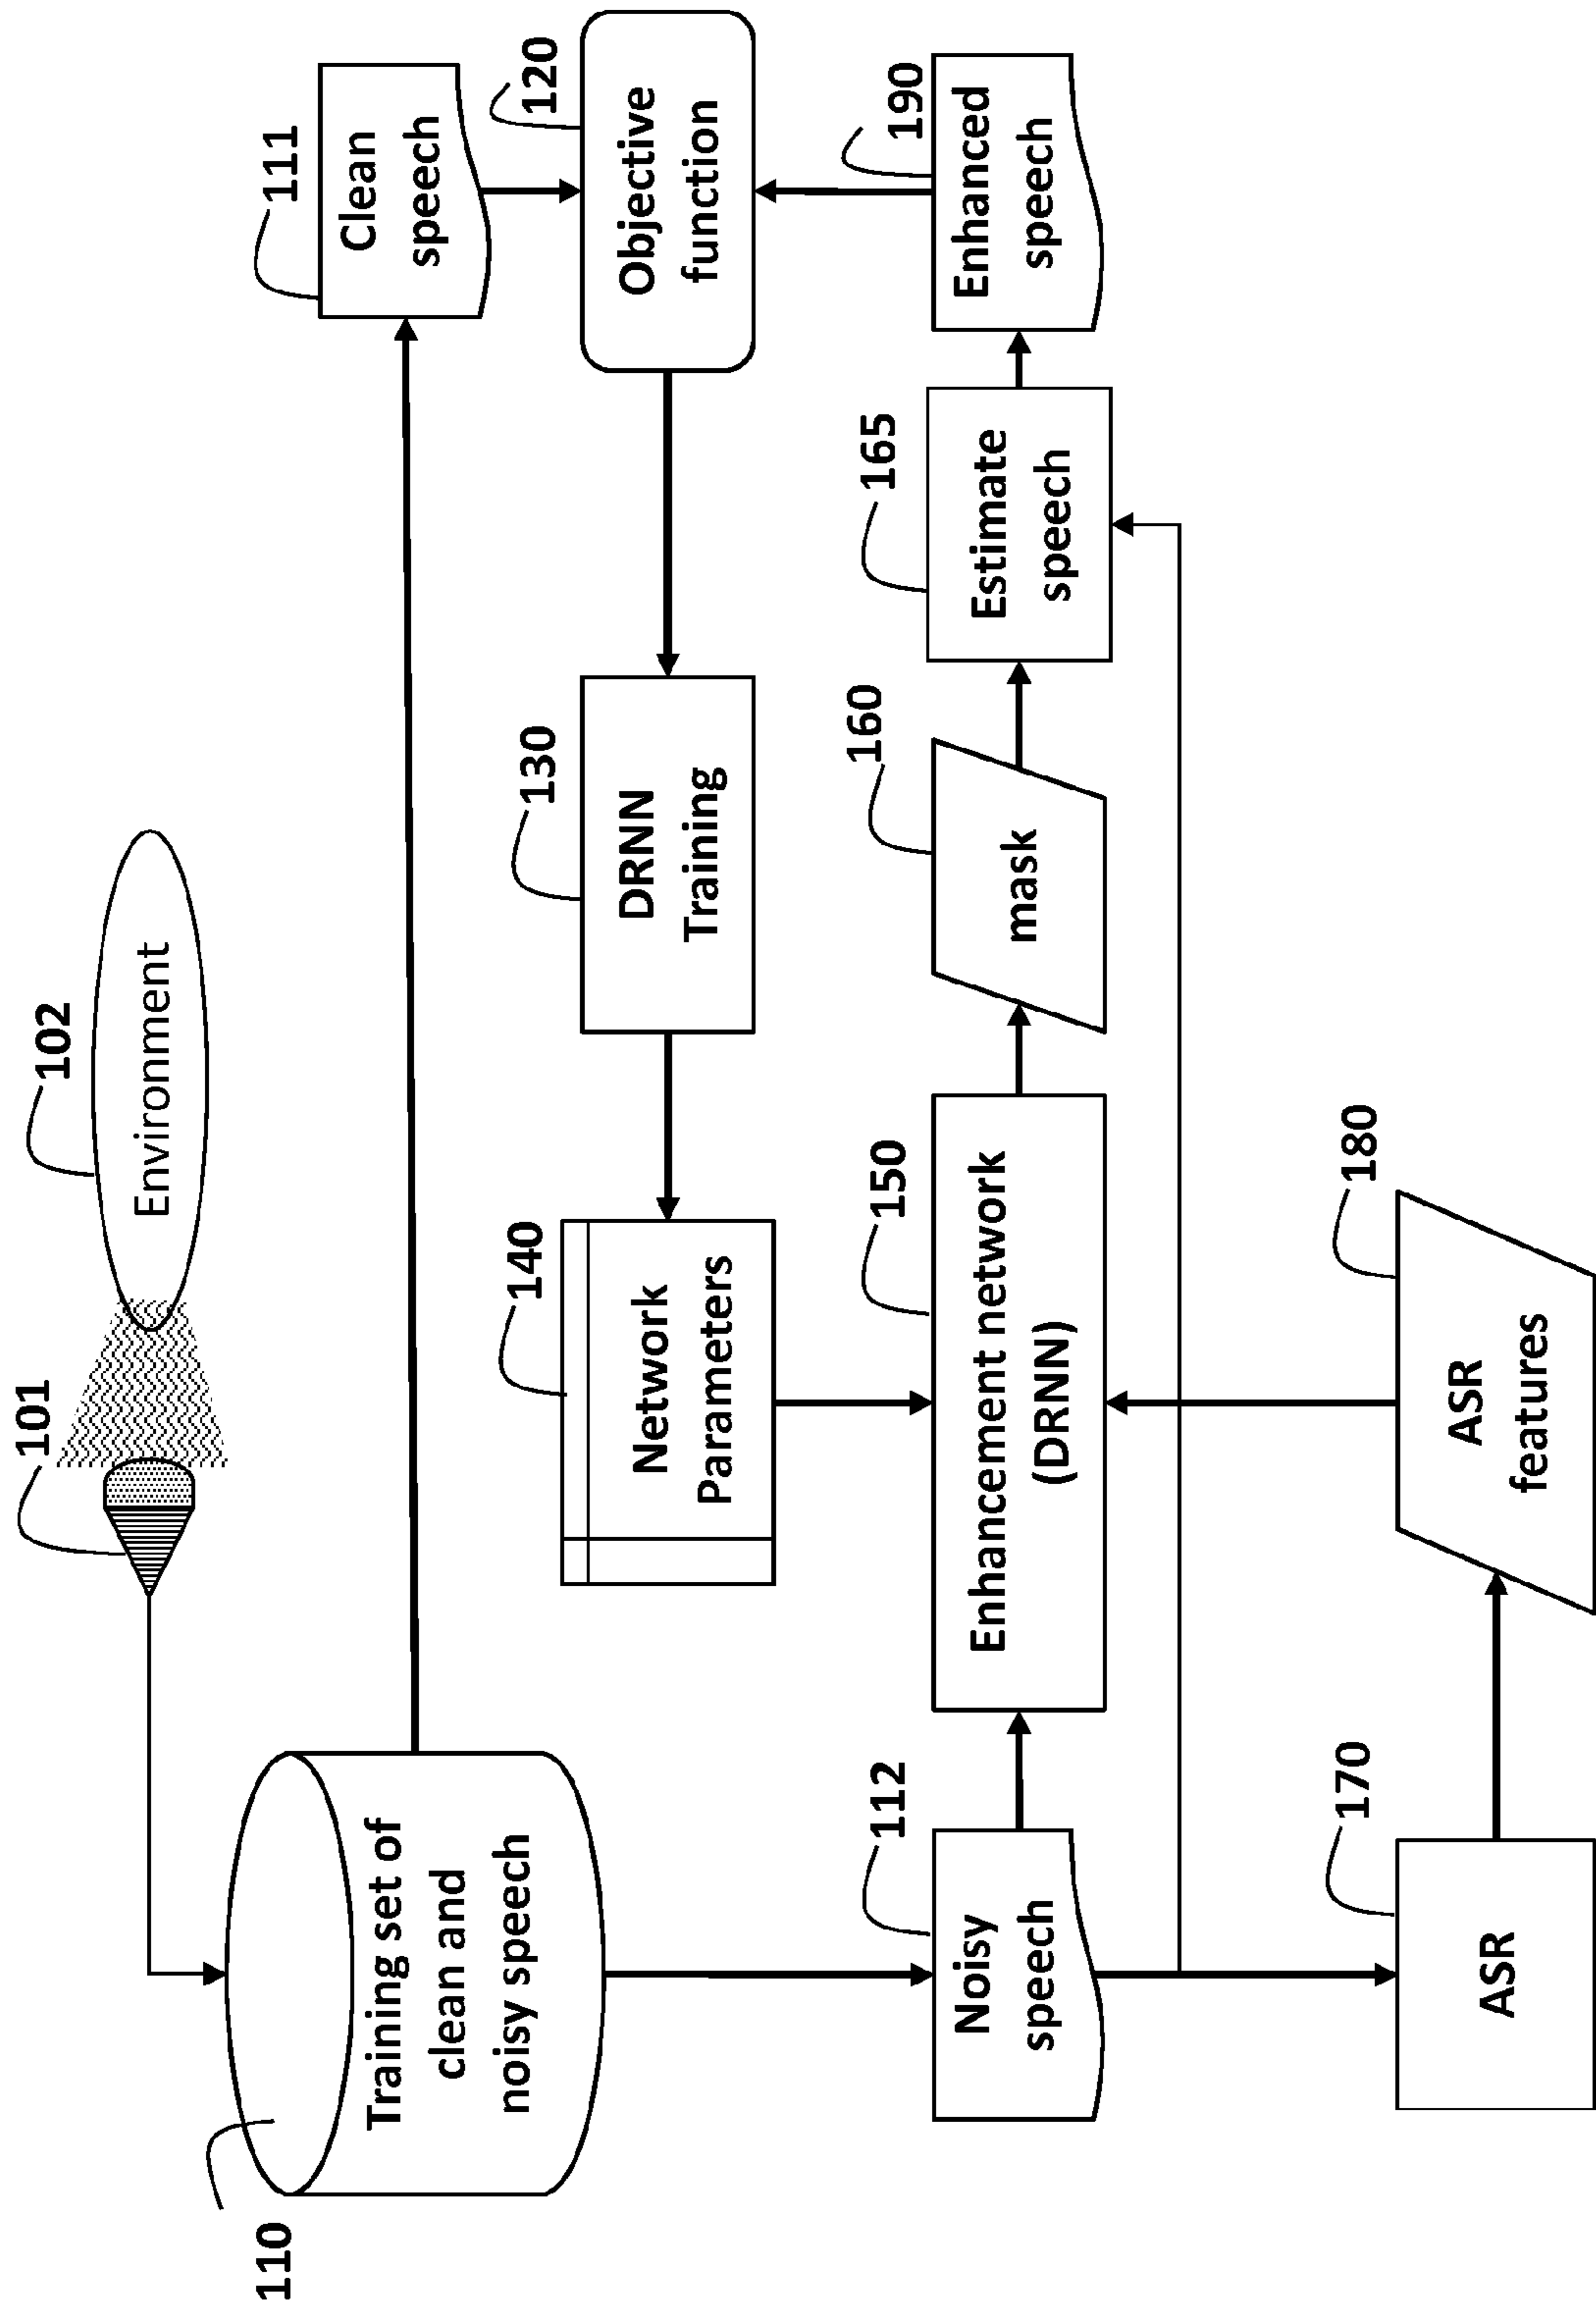 101
102
Environment
110
Training set of
clean and
noisy speech
111
Clean
speech
140
Network
Parameters
130
DRNN
Training
120
Objective
function
112
Noisy
speech
150
Enhancement network
(DRNN)
160
mask
165
Estimate
speech
190
Enhanced
speech
170
ASR
180
ASR
features